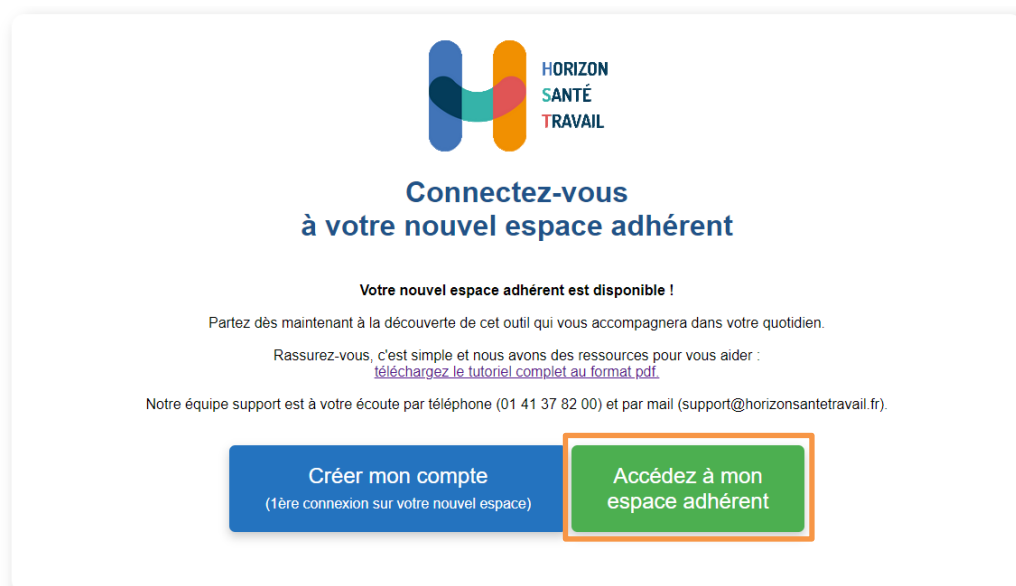 HORIZON
SANTÉ
TRAVAIL
Connectez-vous
à votre nouvel espace adhérent
Votre nouvel espace adhérent est disponible !
Partez dès maintenant à la découverte de cet outil qui vous accompagnera dans votre quotidien.
Rassurez-vous, c'est simple et nous avons des ressources pour vous aider :
téléchargez le tutoriel complet au format pdf.
Notre équipe support est à votre écoute par téléphone (01 41 37 82 00) et par mail (support@horizonsantetravail.fr).
Créer mon compte
(1ère connexion sur votre nouvel espace)
Accédez à mon
espace adhérent